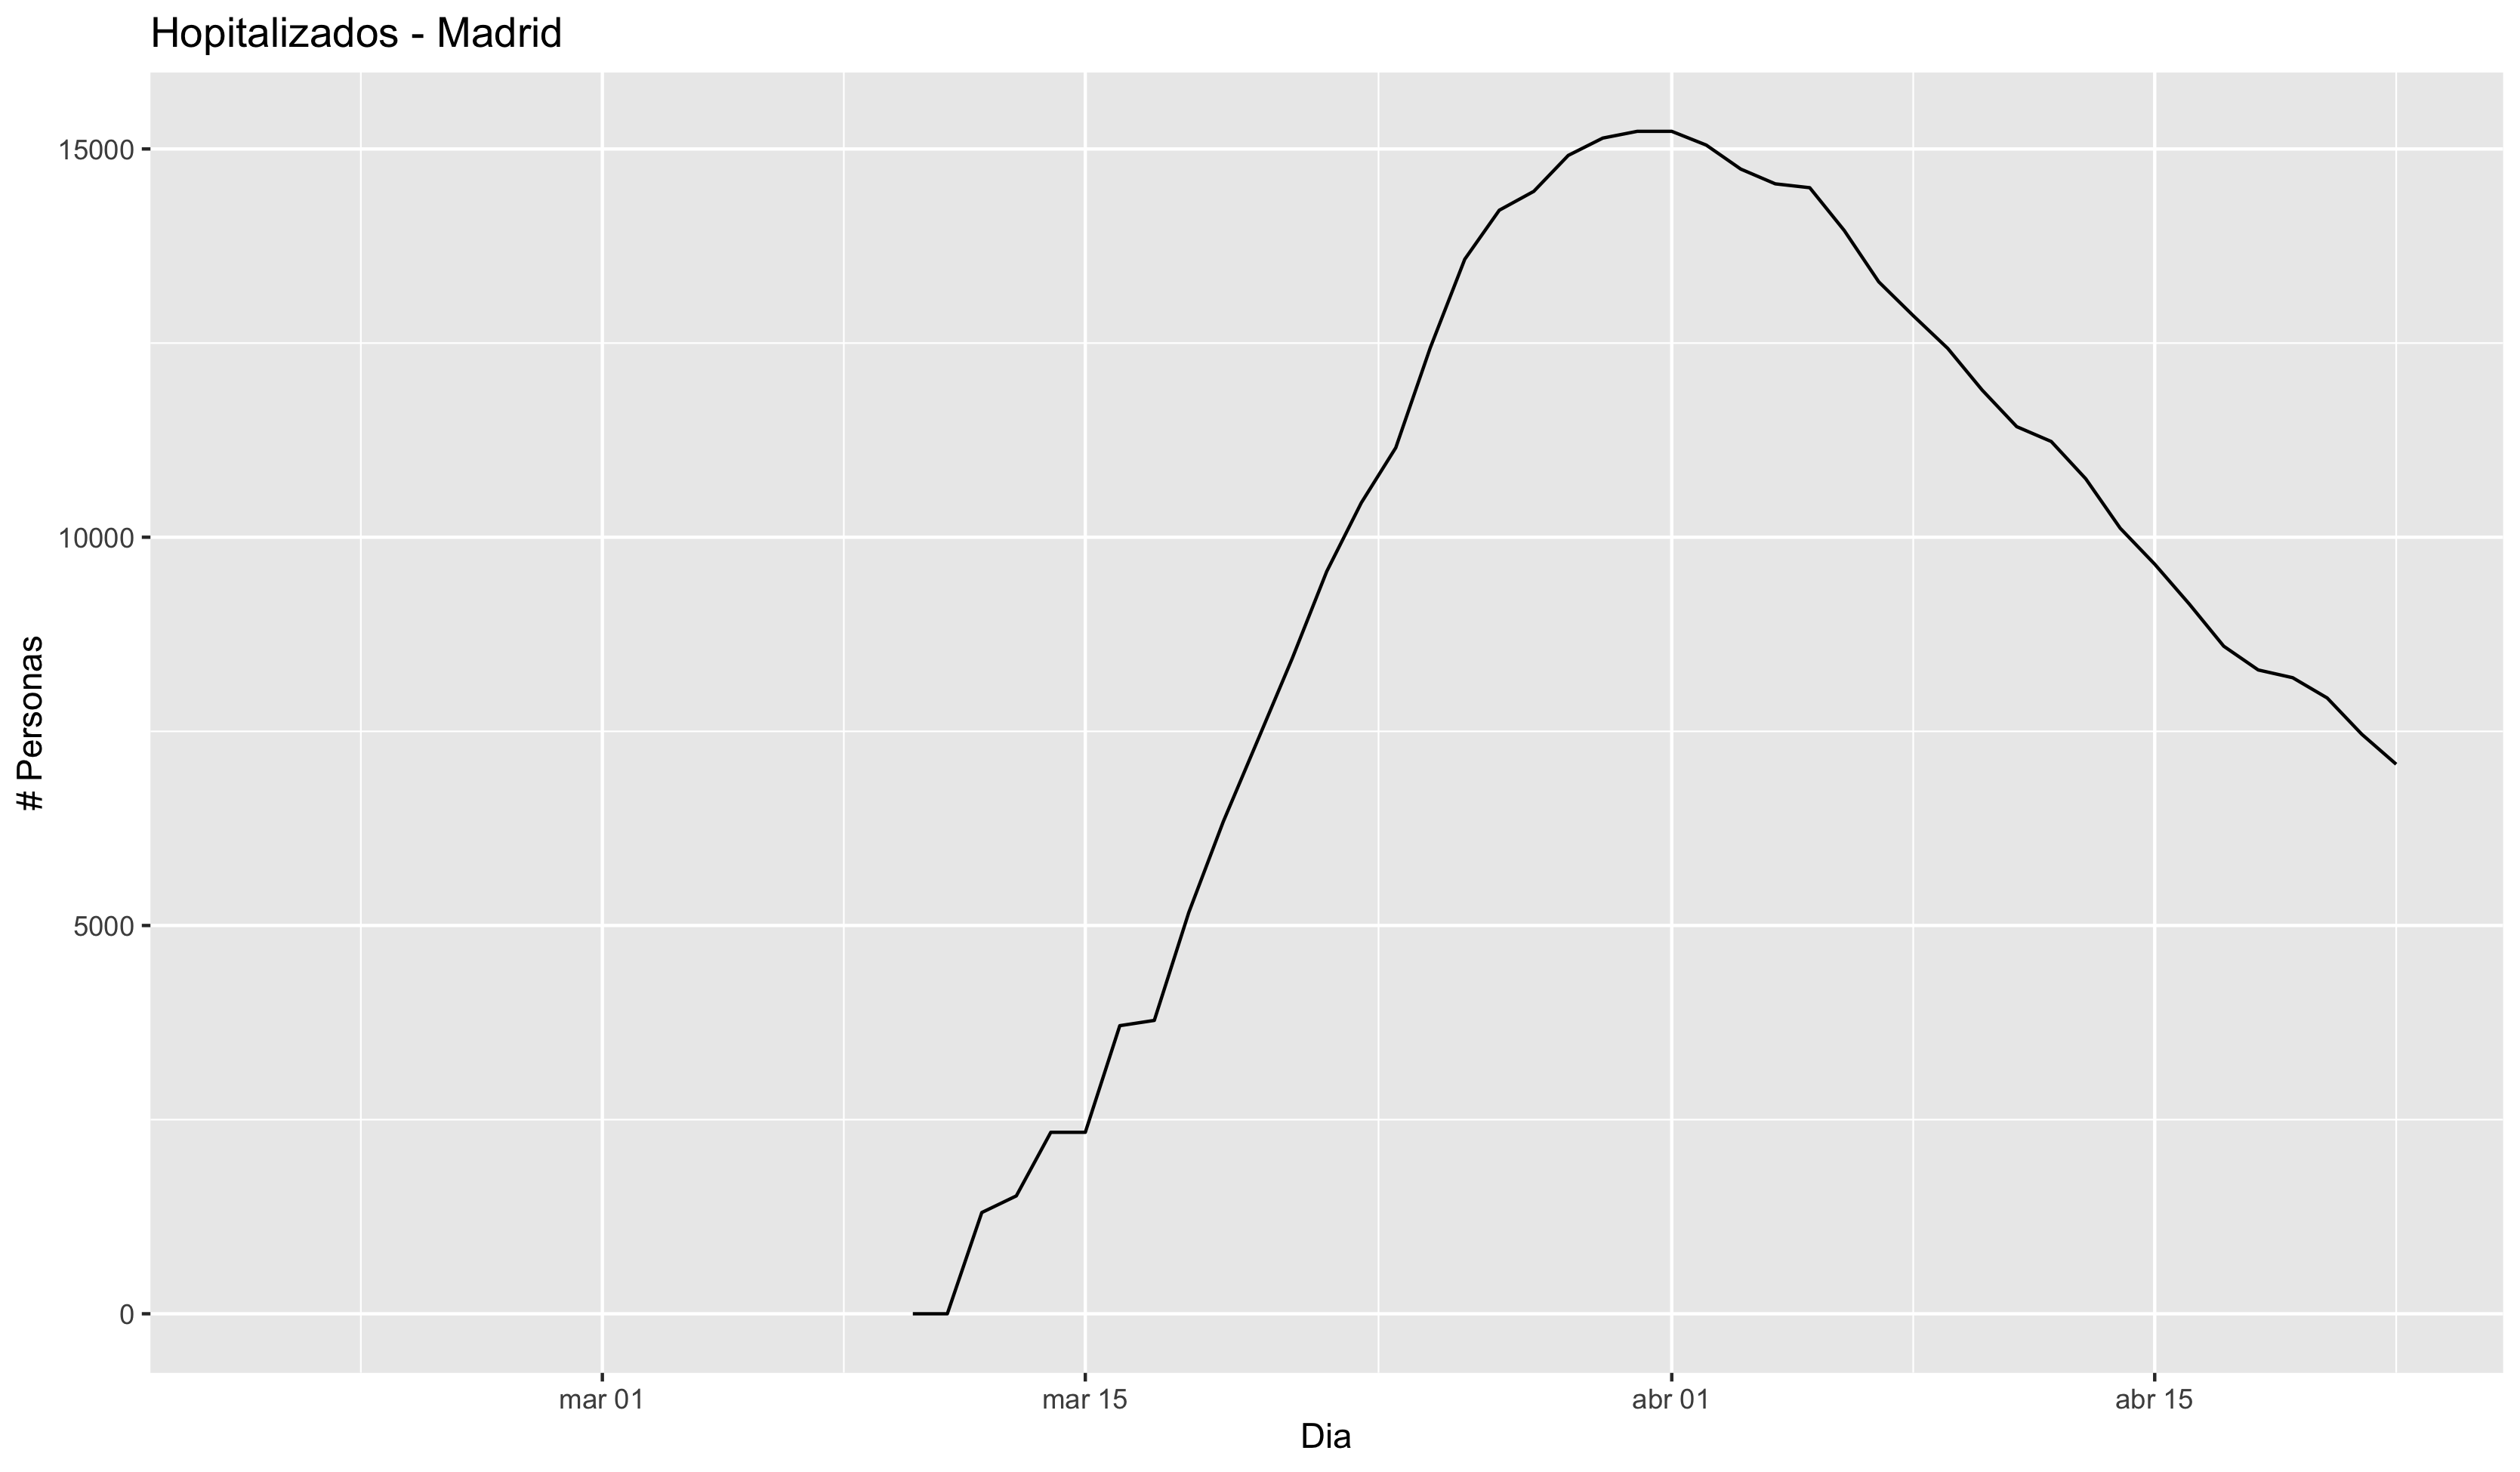 Hopitalizados - Madrid
15000
10000
5000
0
# Personas
mar 01
mar 15
abr 01
abr 15
Dia